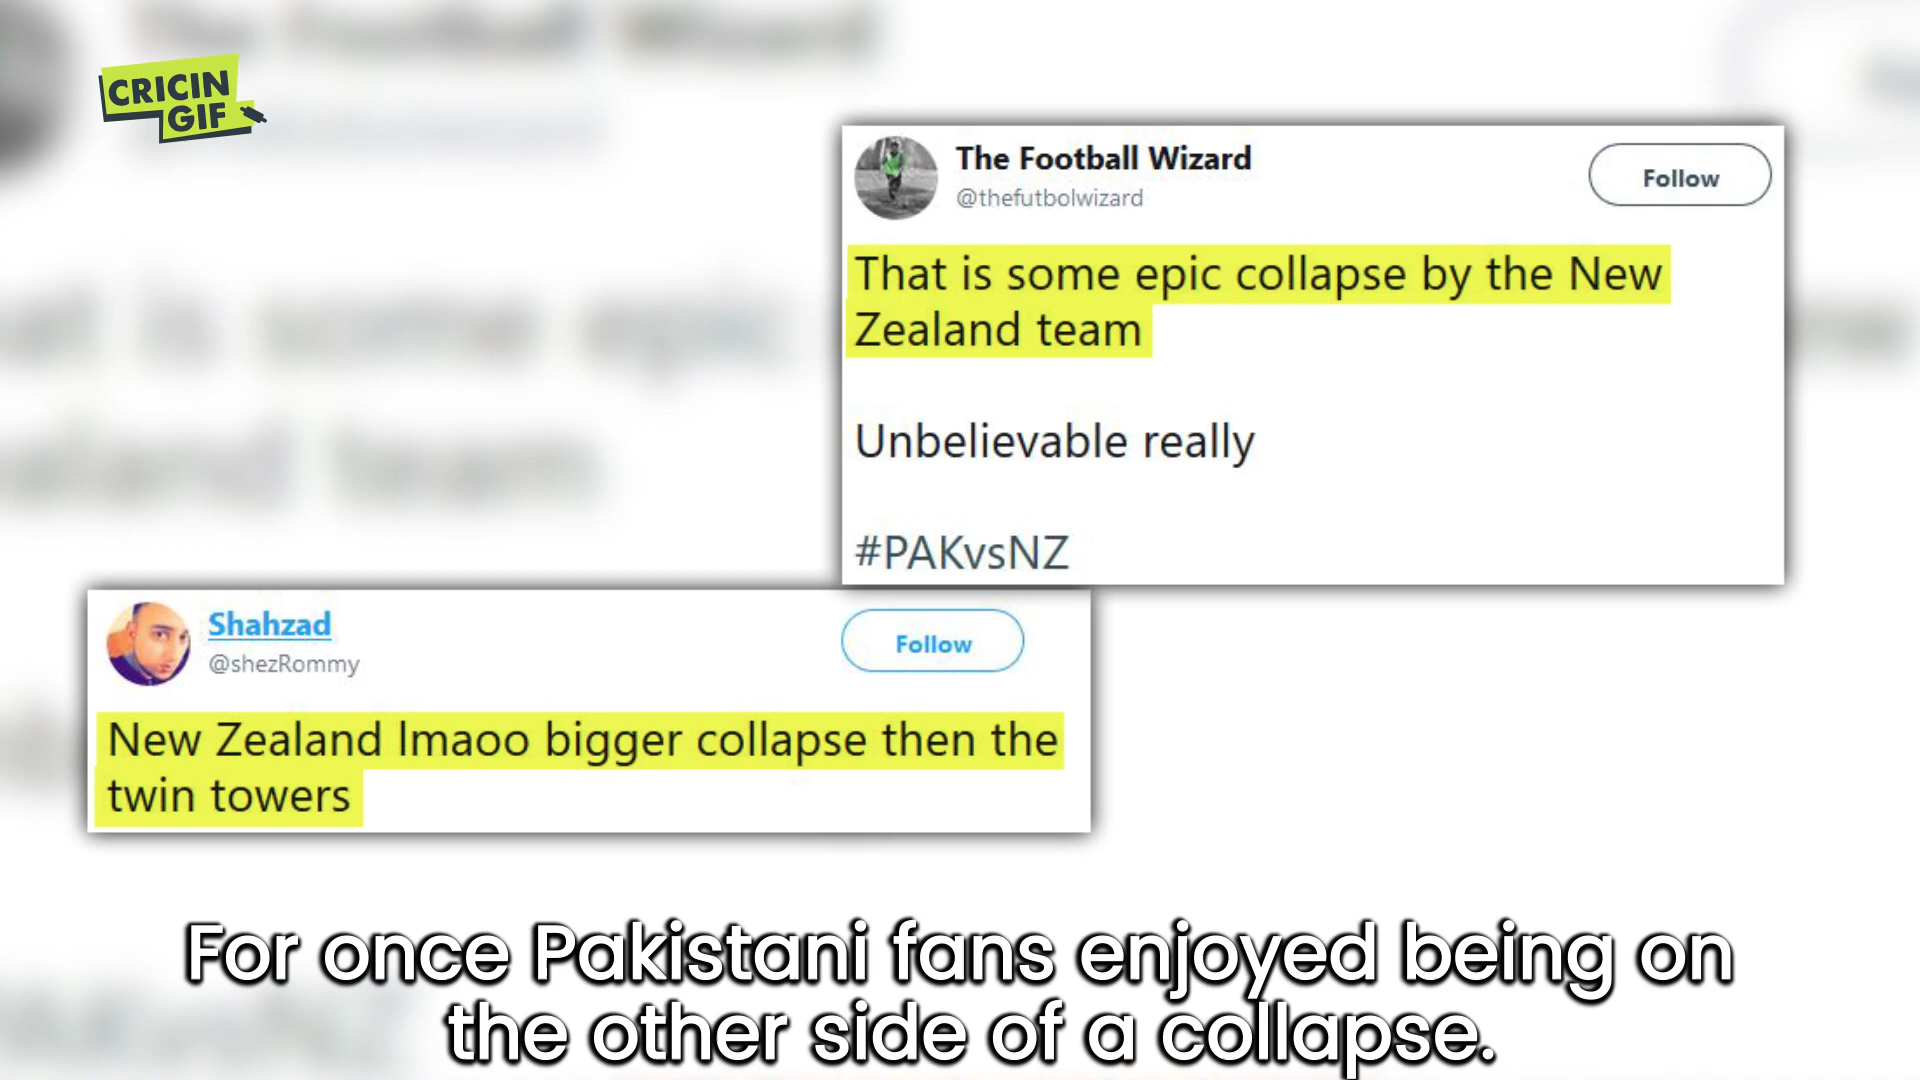 CRICIN
GIF
The Football Wizard
@thefutbolwizard
Follow
That is some epic collapse by the New
Zealand team
Unbelievable really
#PAKvsNZ
Shahzad
@shezRommy
Follow
New Zealand lmaoo bigger collapse then the
twin towers
For once Pakistani fans enjoyed being on
the other side of a collapse.